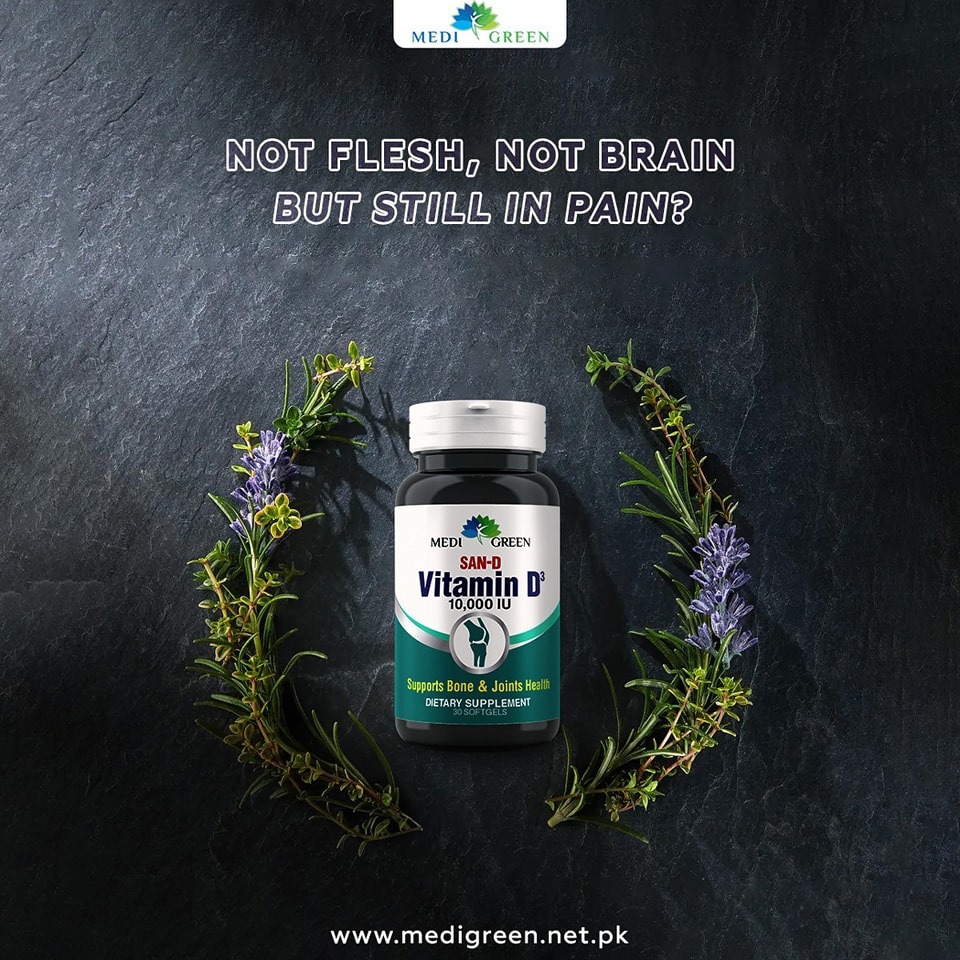 MEDI GREEN
NOT FLESH, NOT BRAIN
BUT STILL IN PAIN?
MEDI GREEN
SAN-D
Vitamin D³
10,000 IU
Supports Bone & Joints Health
DIETARY SUPPLEMENT
30 SOFTGELS
www.medigreen.net.pk